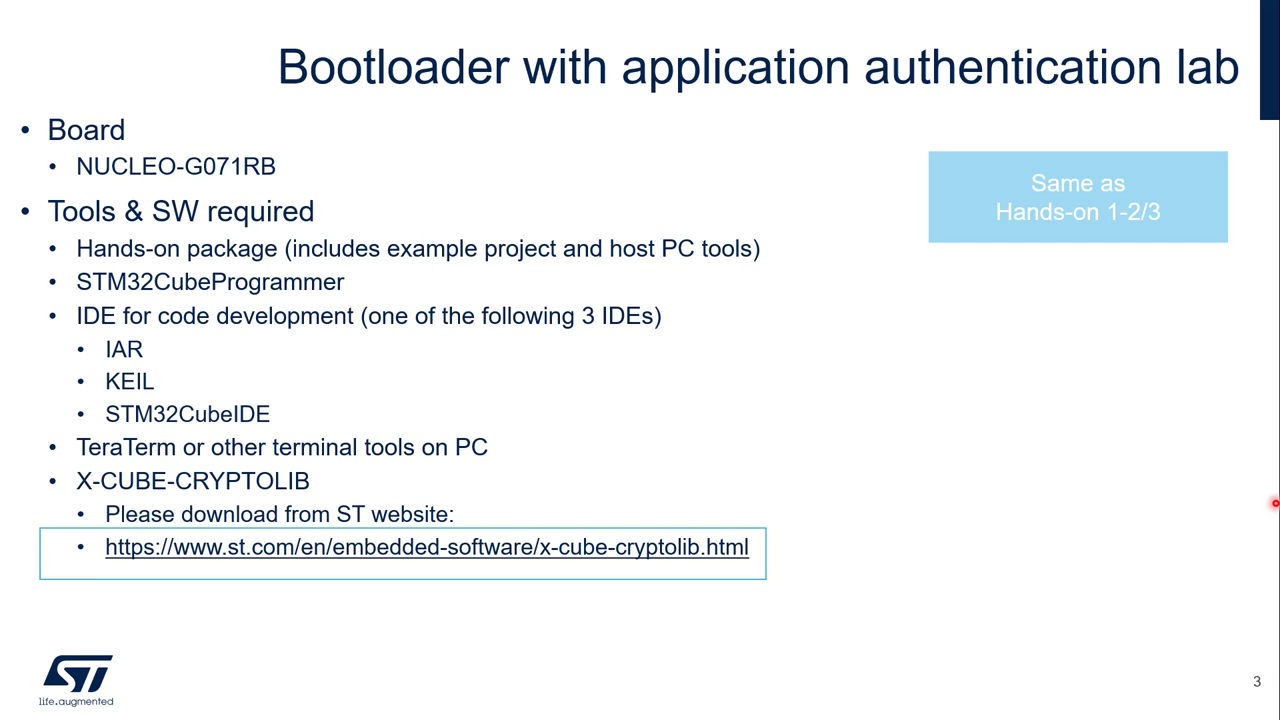 Bootloader with application authentication lab
• Board
• NUCLEO-G071RB
• Tools & SW required
• Hands-on package (includes example project and host PC tools)
• STM32CubeProgrammer
• IDE for code development (one of the following 3 IDEs)
• IAR
• KEIL
• STM32CubeIDE
• TeraTerm or other terminal tools on PC
• X-CUBE-CRYPTOLIB
• Please download from ST website:
• https://www.st.com/en/embedded-software/x-cube-cryptolib.html
Same as
Hands-on 1-2/3
ST
life.augmented
3